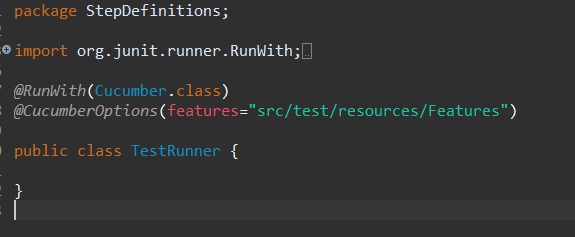 package StepDefinitions;
import org.junit.runner.RunWith;
@RunWith(Cucumber.class)
@CucumberOptions(features="src/test/resources/Features")
public class TestRunner {
}